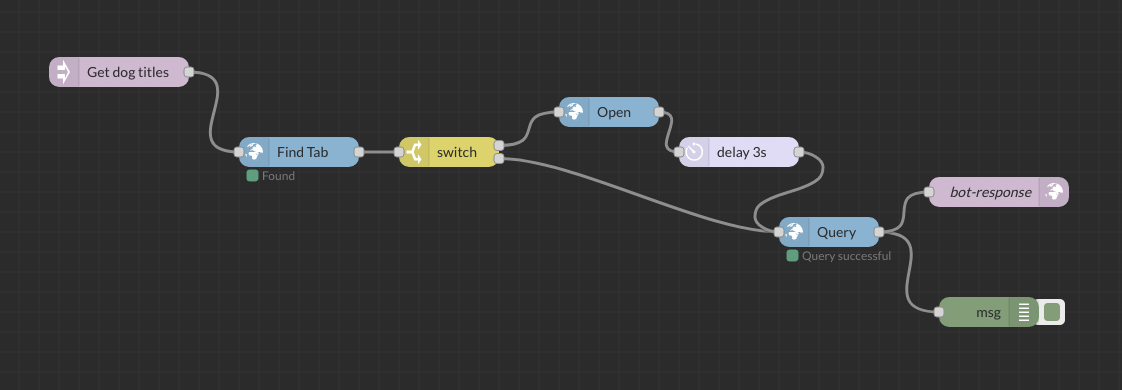 Get dog titles
Open
Find Tab
switch
delay 3s
Found
bot-response
Query
Query successful
msg